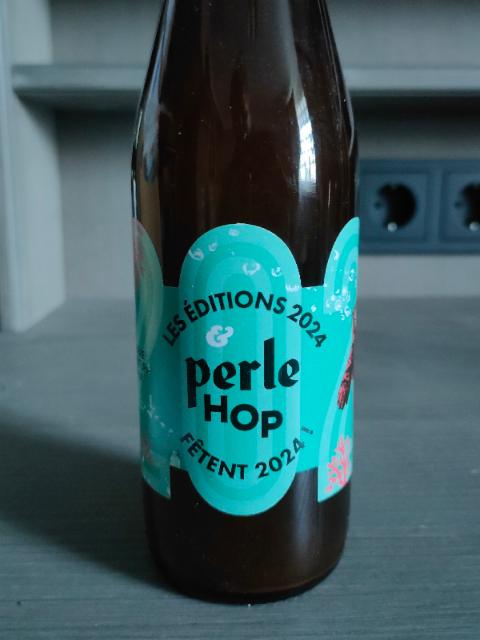 LES ÉDITIONS 2024
&
perle
HOP
FÊTENT 2024